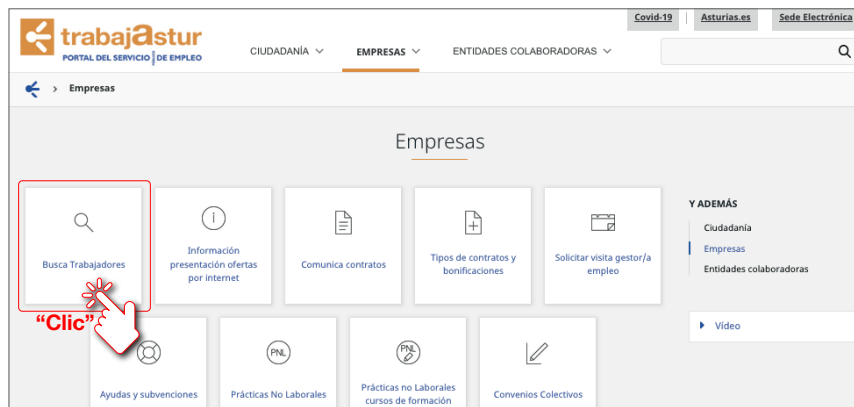 Covid-19
Asturias.es
Sede Electrónica
trabajastur
PORTAL DEL SERVICIO DE EMPLEO
CIUDADANÍA
EMPRESAS
ENTIDADES COLABORADORAS
Empresas
Empresas
Busca Trabajadores
Información
presentación ofertas
por internet
Comunica contratos
Tipos de contratos y
bonificaciones
Solicitar visita gestor/a
empleo
Y ADEMÁS
Ciudadanía
Empresas
Entidades colaboradoras
Vídeo
“Clic”
PNL
PNL
Ayudas y subvenciones
Prácticas No Laborales
Prácticas no Laborales
cursos de formación
Convenios Colectivos